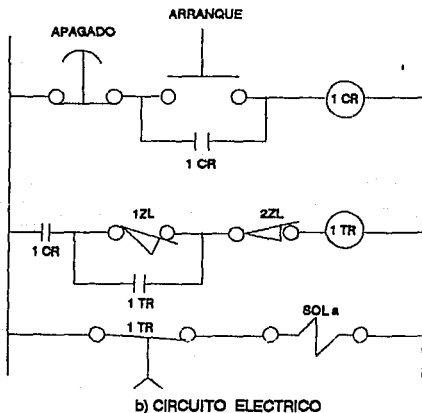 ARRANQUE
APAGADO
1 CR
1 CR
1ZL
2ZL
1 TR
1 CR
1 TR
1 TR
SOL a
b) CIRCUITO ELECTRICO